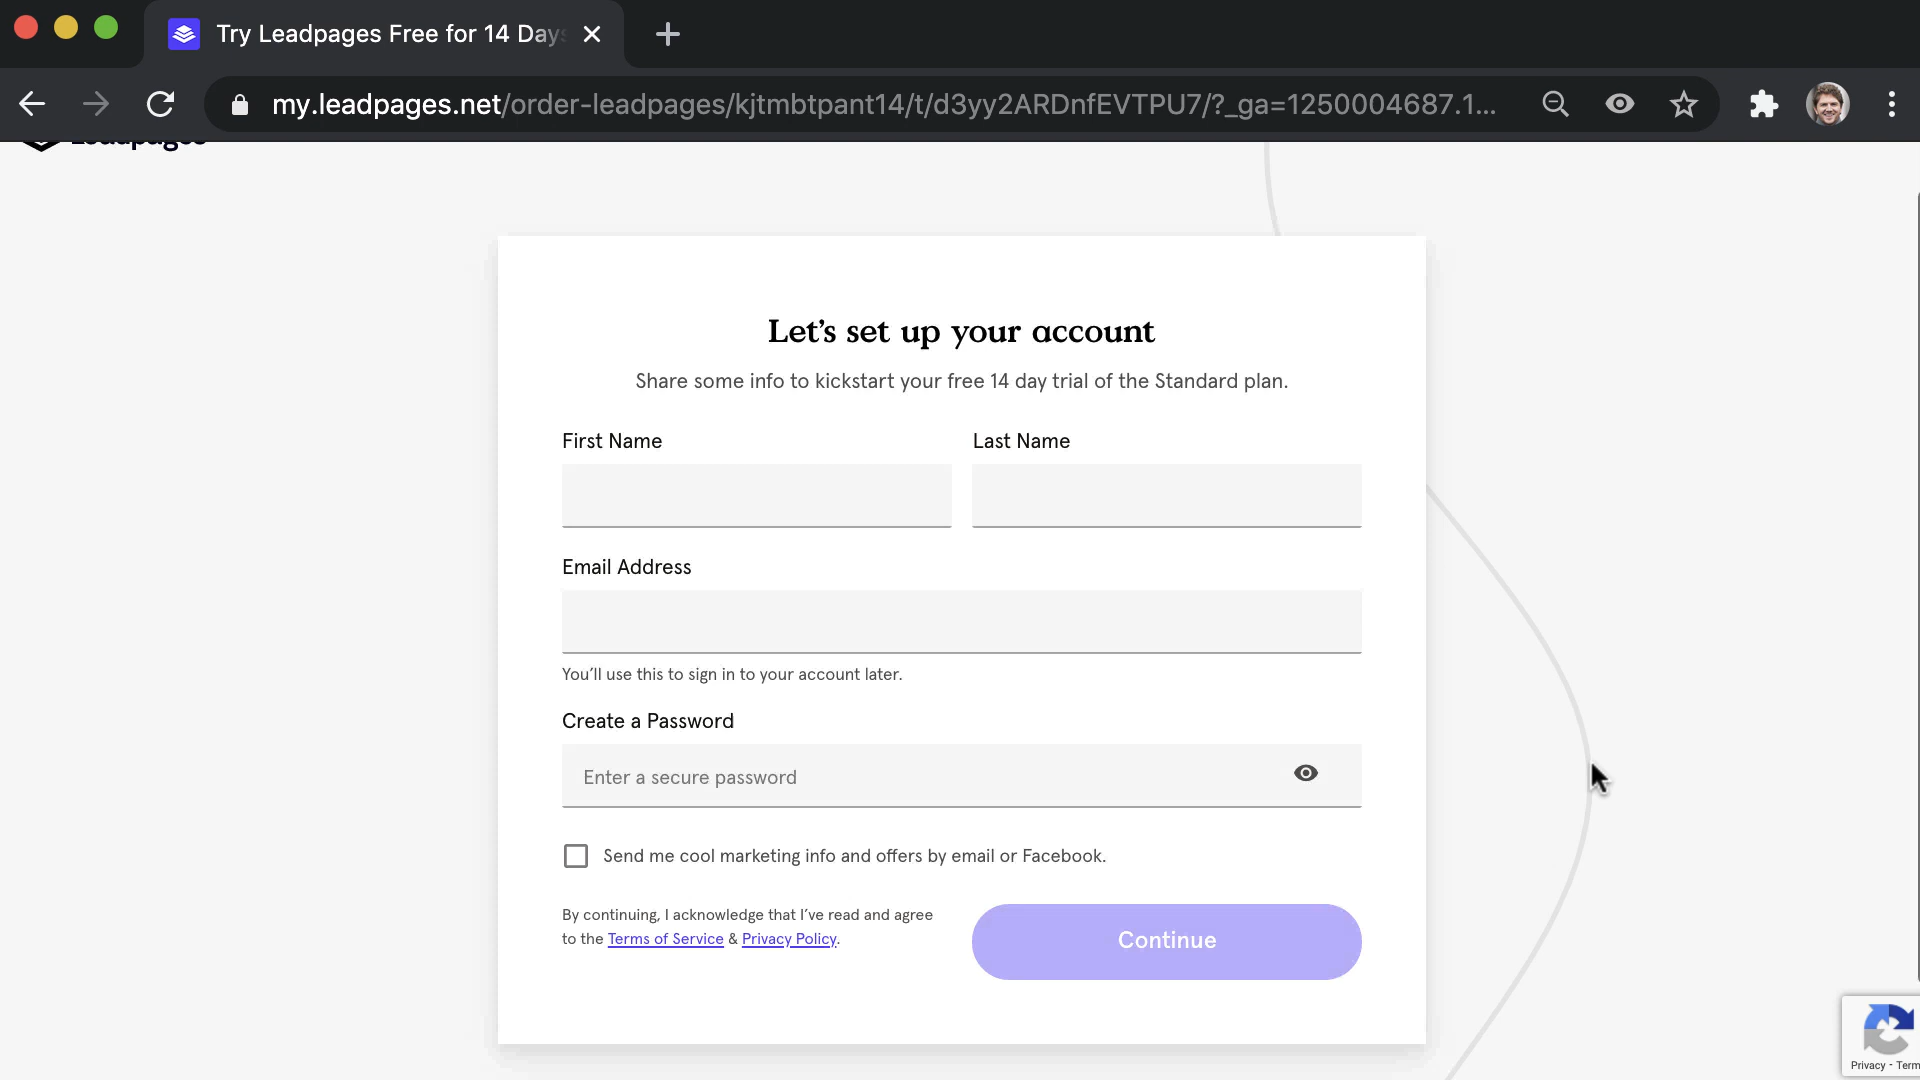 Try Leadpages Free for 14 Days
my.leadpages.net/order-leadpages/kjtmbtpant14/t/d3yy2ARDnfEVTPU7/?_ga=1250004687.1...
Leadpages
Let's set up your account
Share some info to kickstart your free 14 day trial of the Standard plan.
First Name
Last Name
Email Address
You'll use this to sign in to your account later.
Create a Password
Enter a secure password
Send me cool marketing info and offers by email or Facebook.
By continuing, I acknowledge that I've read and agree
to the Terms of Service & Privacy Policy.
Continue
Privacy - Term